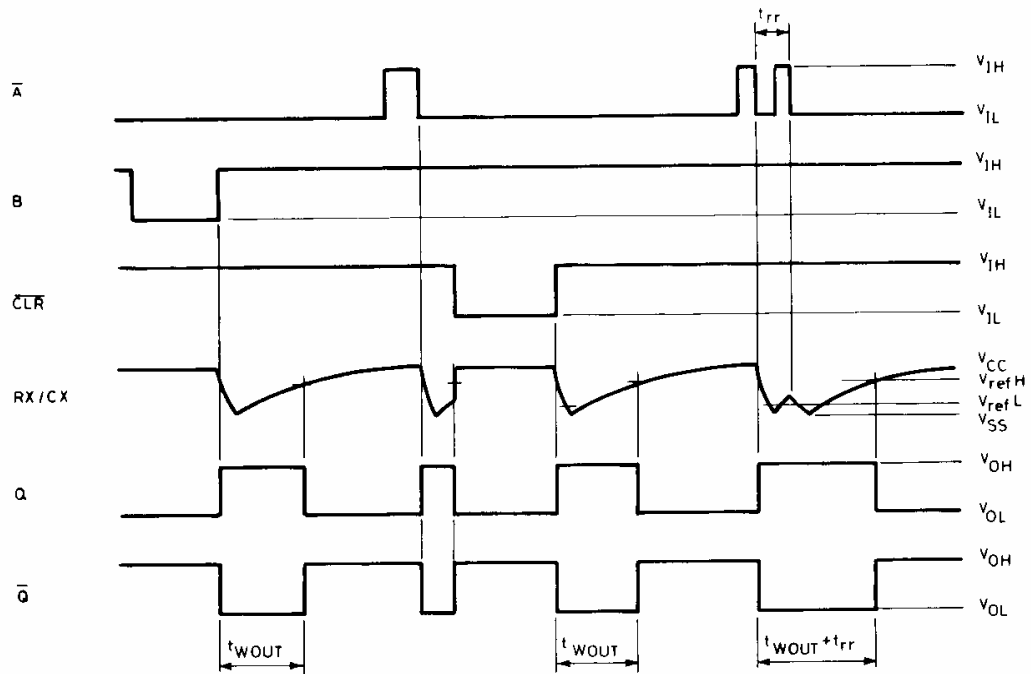 trr
A̅
VIH
VIL
B
VIH
VIL
C̅L̅R̅
VIH
VIL
RX/CX
VCC
VrefH
VrefL
VSS
Q
VOH
VOL
Q̅
VOH
VOL
tWOUT
tWOUT
tWOUT+trr